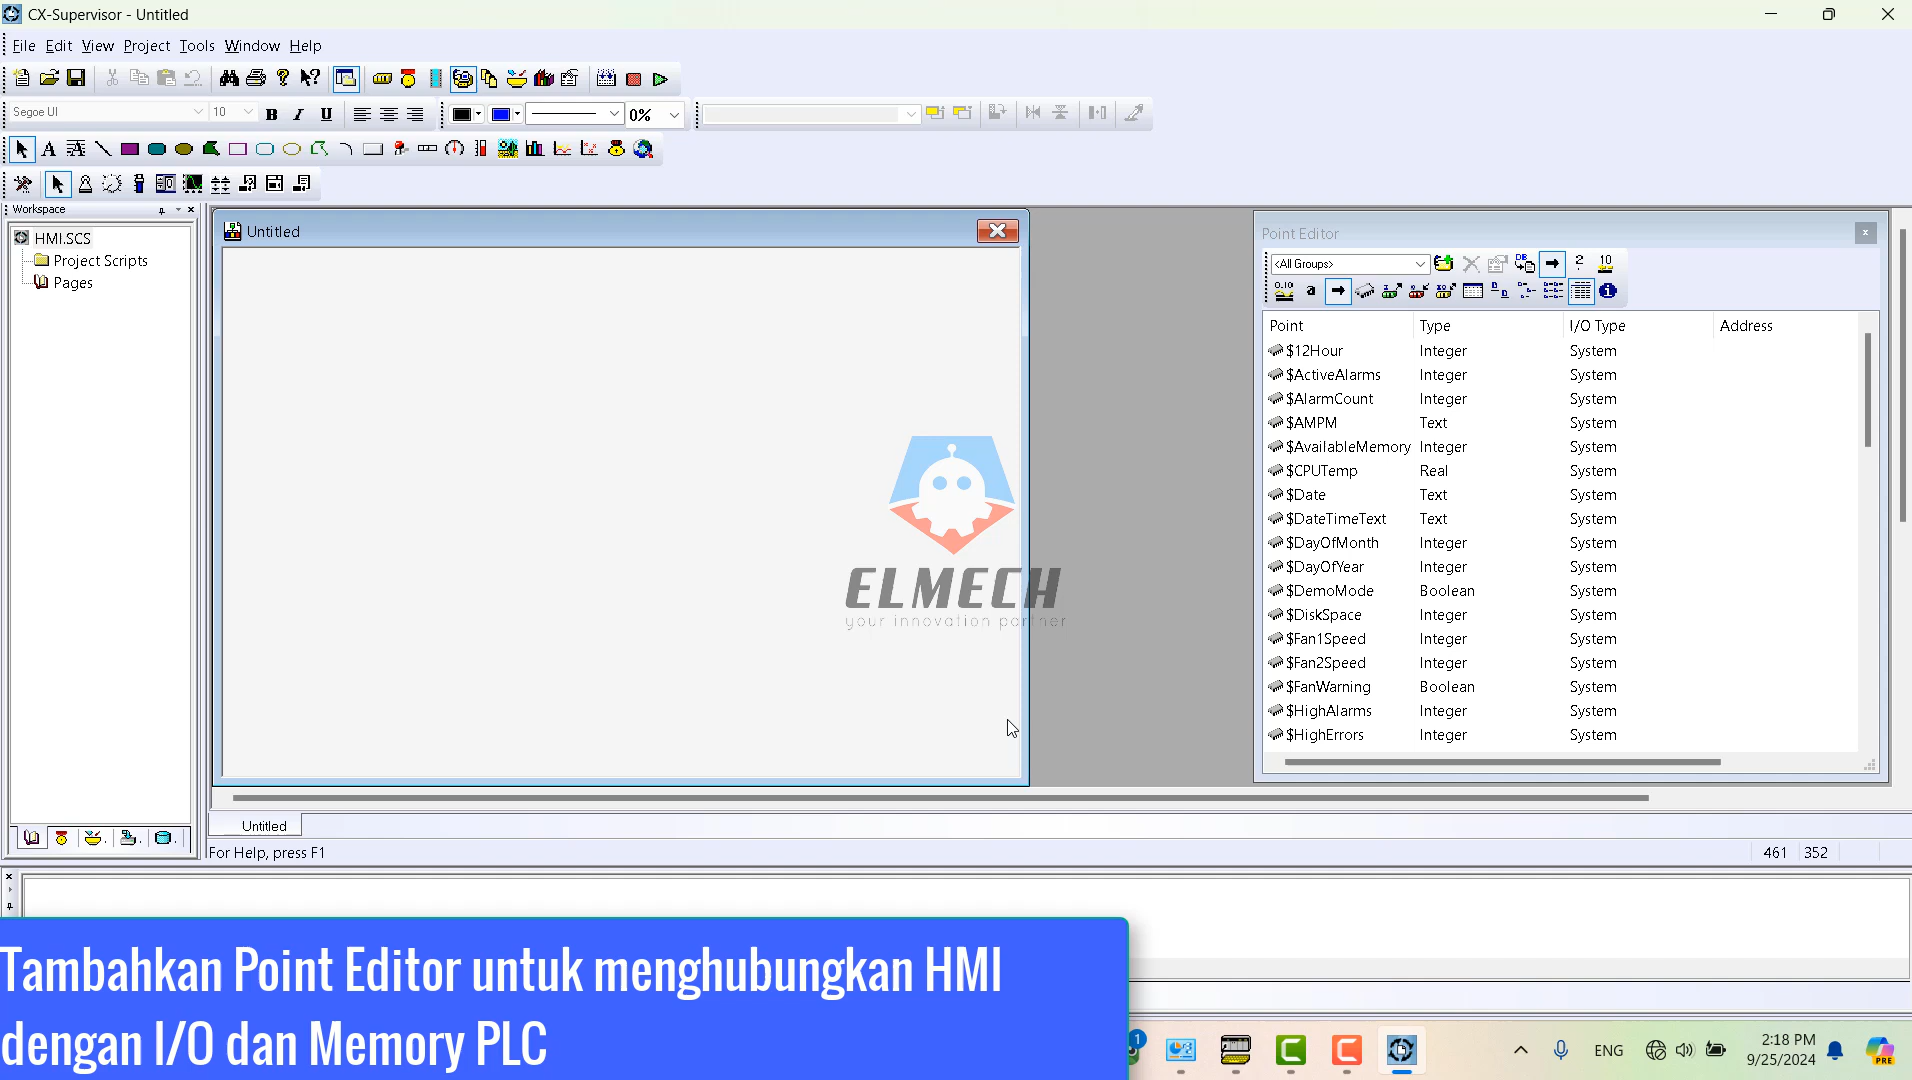 CX-Supervisor - Untitled
File Edit View Project Tools Window Help
Segoe UI 10 B I U 0%
Workspace
HMI.SCS
Project Scripts
Pages
Untitled
Point Editor
<All Groups>
Point Type I/O Type Address
$12Hour Integer System
$ActiveAlarms Integer System
$AlarmCount Integer System
$AMPM Text System
$AvailableMemory Integer System
$CPUTemp Real System
$Date Text System
$DateTimeText Text System
$DayOfMonth Integer System
$DayOfYear Integer System
$DemoMode Boolean System
$DiskSpace Integer System
$Fan1Speed Integer System
$Fan2Speed Integer System
$FanWarning Boolean System
$HighAlarms Integer System
$HighErrors Integer System
ELMECH
your innovation partner
Untitled
For Help, press F1
461 352
Tambahkan Point Editor untuk menghubungkan HMI
dengan I/O dan Memory PLC
1
ENG
2:18 PM
9/25/2024
PRE